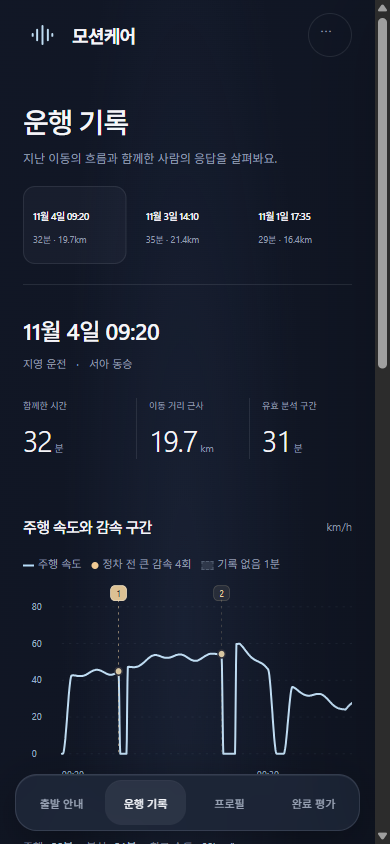 모션케어
...
운행 기록
지난 이동의 흐름과 함께한 사람의 응답을 살펴봐요.
11월 4일 09:20
32분 · 19.7km
11월 3일 14:10
35분 · 21.4km
11월 1일 17:35
29분 · 16.4km
11월 4일 09:20
지영 운전 · 서아 동승
함께한 시간
32 분
이동 거리 근사
19.7 km
유효 분석 구간
31 분
주행 속도와 감속 구간
km/h
주행 속도
정차 전 큰 감속 4회
기록 없음 1분
1
2
80
60
40
20
0
출발 안내
운행 기록
프로필
완료 평가